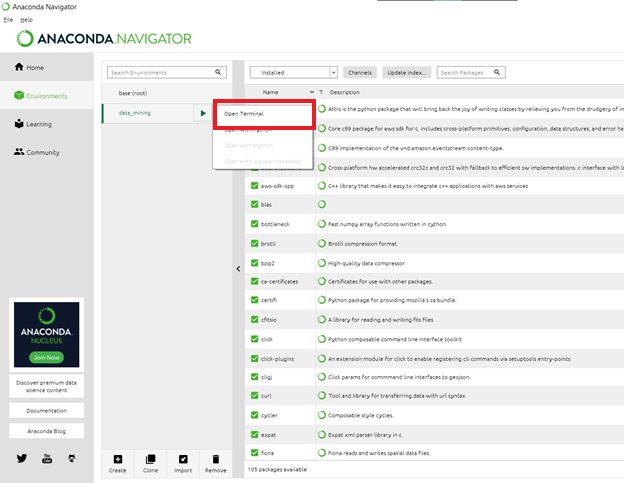 Anaconda Navigator
File Help
ANACONDA.NAVIGATOR
Home
Environments
Learning
Community
ANACONDA.
NUCLEUS
Join Now
Discover premium data
science content
Documentation
Anaconda Blog
Search Environments
base (root)
data_mining
Open Terminal
Open with Python
Open with IPython
Open with Jupyter Notebook
Create Clone Import Remove
Installed Channels Update index... Search Packages
Name T Description
Attrs is the python package that will bring back the joy of writing classes by relieving you from the drudgery of im
Core c99 package for aws sdk for c. includes cross-platform primitives, configuration, data structures, and error ha
C99 implementation of the vnd.amazon.eventstream content-type.
Cross-platform hw accelerated crc32c and crc32 with fallback to efficient sw implementations. c interface with la
aws-sdk-cpp C++ library that makes it easy to integrate c++ applications with aws services
blas
bottleneck Fast numpy array functions written in cython.
brotli Brotli compression format
bzip2 High-quality data compressor
ca-certificates Certificates for use with other packages.
certifi Python package for providing mozilla's ca bundle.
cfitsio A library for reading and writing fits files
click Python composable command line interface toolkit
click-plugins An extension module for click to enable registering cli commands via setuptools entry-points
cligj Click params for commmand line interfaces to geojson.
curl Tool and library for transferring data with url syntax
cycler Composable style cycles.
expat Expat xml parser library in c
fiona Fiona reads and writes spatial data files
105 packages available